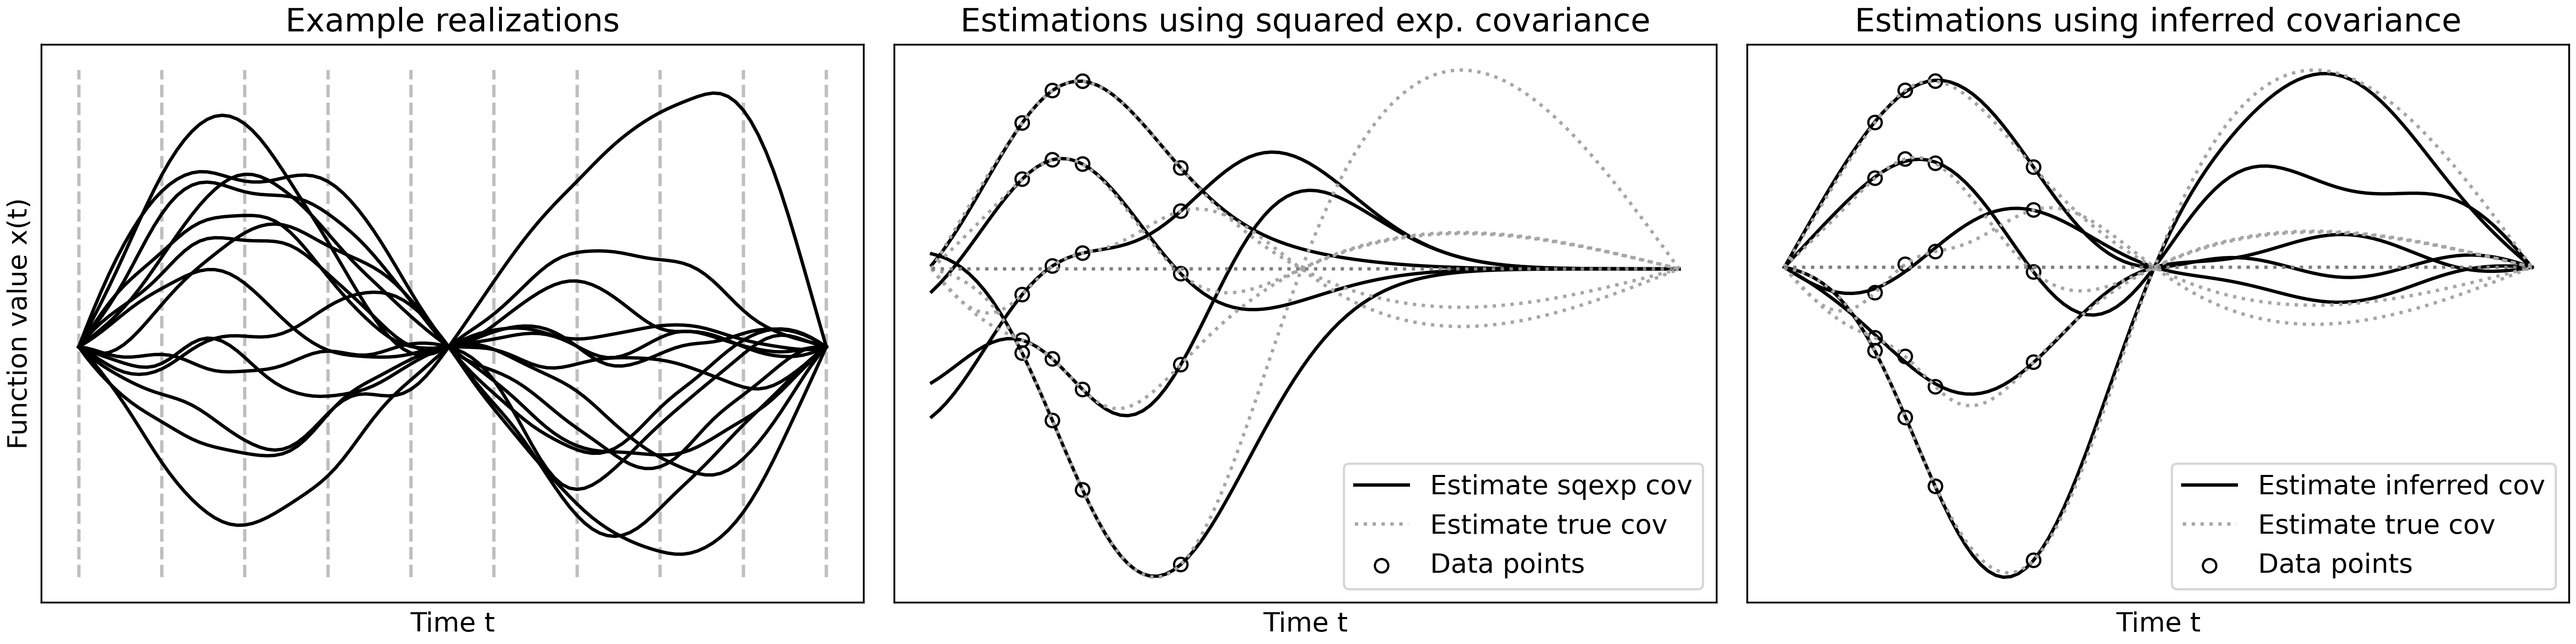 Example realizations
Estimations using squared exp. covariance
Estimations using inferred covariance
Function value x(t)
Estimate sqexp cov
Estimate true cov
Data points
Estimate inferred cov
Estimate true cov
Data points
Time t
Time t
Time t